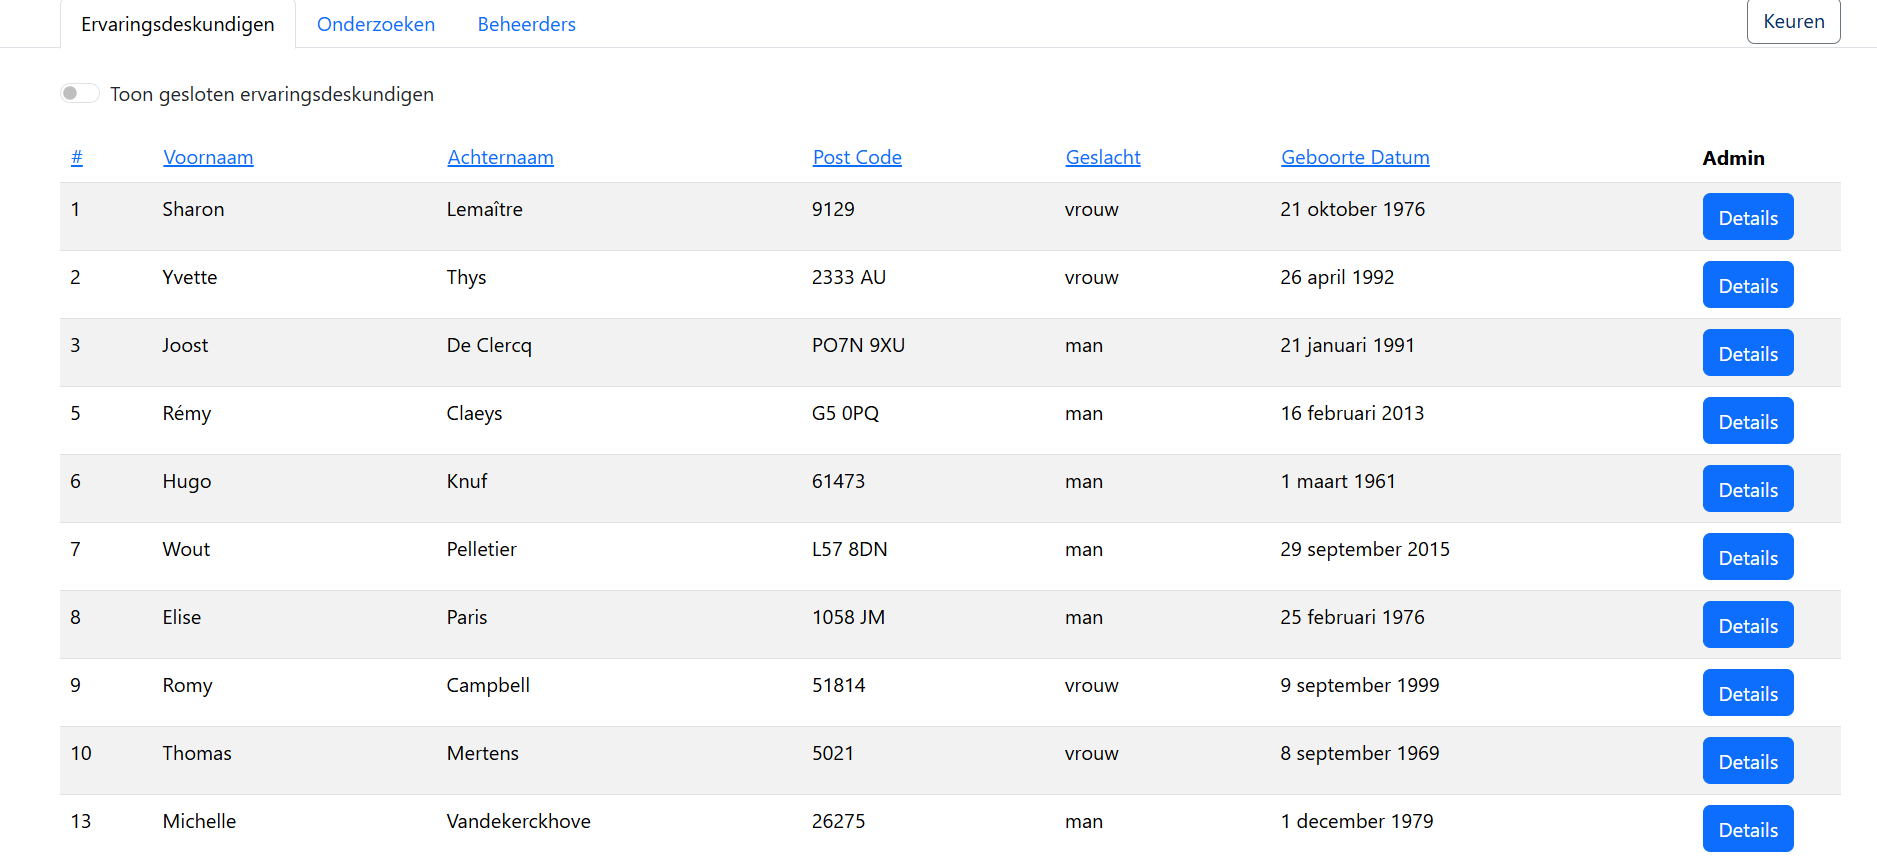 Ervaringsdeskundigen Onderzoeken Beheerders Keuren
Toon gesloten ervaringsdeskundigen
# Voornaam Achternaam Post Code Geslacht Geboorte Datum Admin
1 Sharon Lemaître 9129 vrouw 21 oktober 1976 Details
2 Yvette Thys 2333 AU vrouw 26 april 1992 Details
3 Joost De Clercq PO7N 9XU man 21 januari 1991 Details
5 Rémy Claeys G5 0PQ man 16 februari 2013 Details
6 Hugo Knuf 61473 man 1 maart 1961 Details
7 Wout Pelletier L57 8DN man 29 september 2015 Details
8 Elise Paris 1058 JM man 25 februari 1976 Details
9 Romy Campbell 51814 vrouw 9 september 1999 Details
10 Thomas Mertens 5021 vrouw 8 september 1969 Details
13 Michelle Vandekerckhove 26275 man 1 december 1979 Details